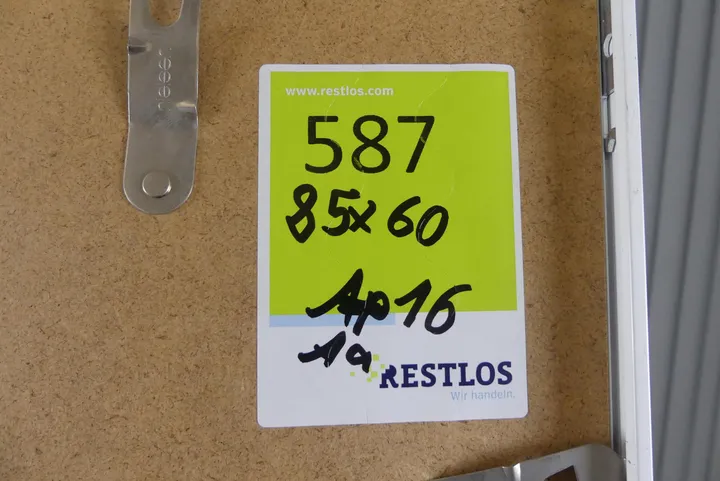 www.restlos.com
587
85x60
Ap16
1a
RESTLOS
Wir handeln.